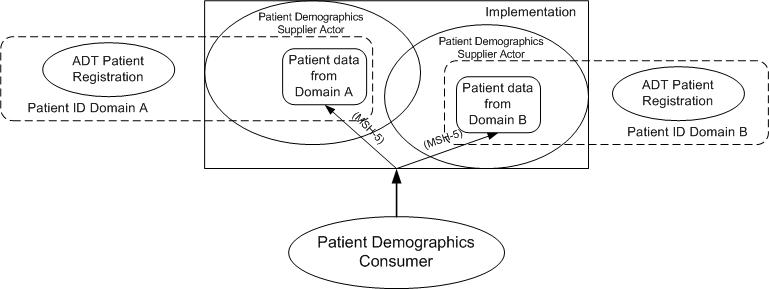 Implementation
Patient Demographics
Supplier Actor
Patient Demographics
Supplier Actor
ADT Patient
Registration
Patient data
from
Domain A
Patient data
from
Domain B
ADT Patient
Registration
Patient ID Domain A
Patient ID Domain B
(MSH-5)
(MSH-5)
Patient Demographics
Consumer